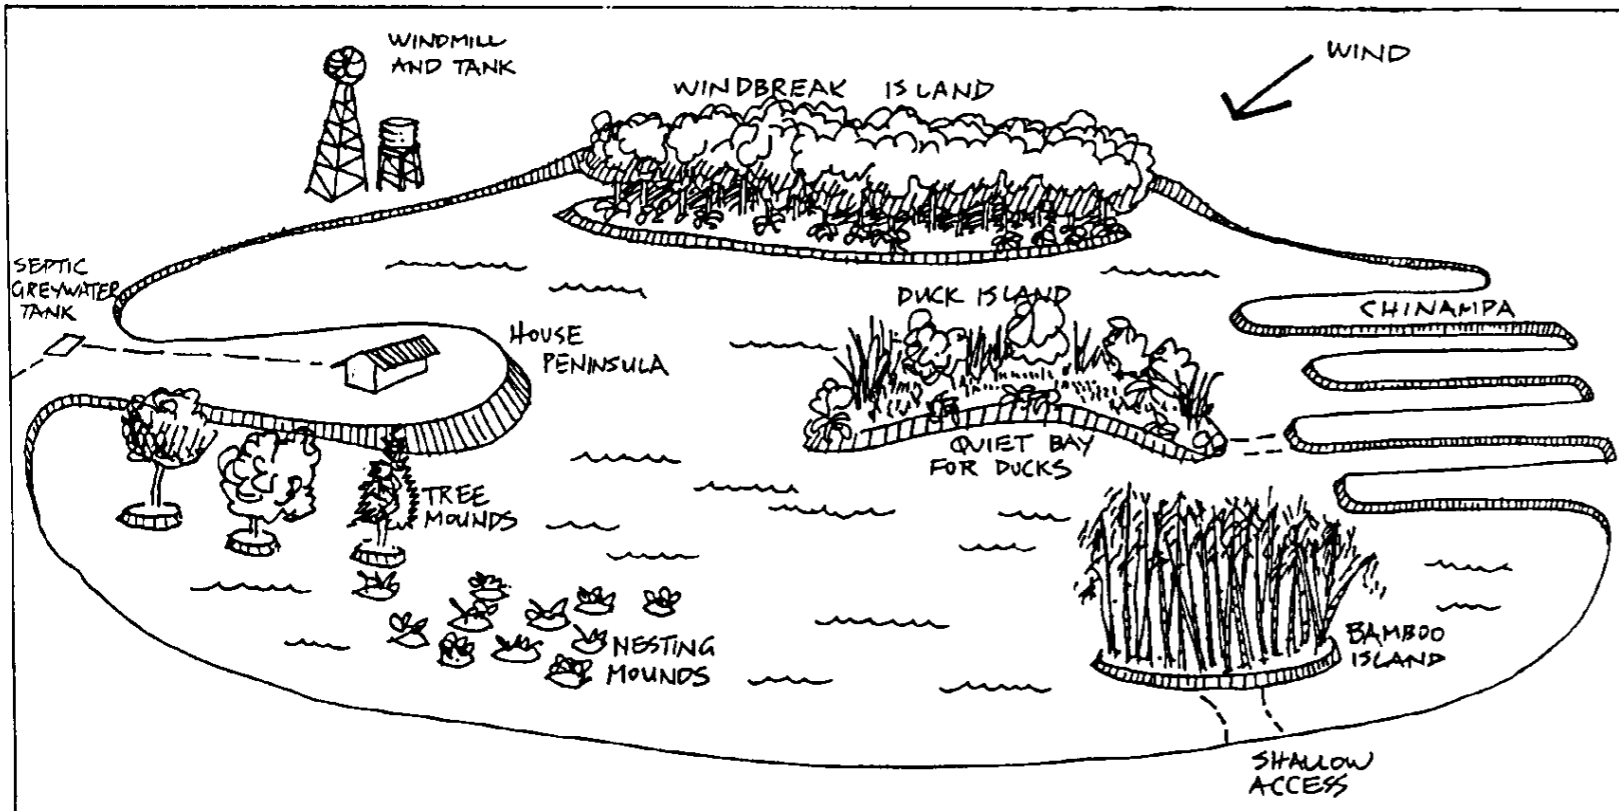 WINDMILL
AND TANK
WINDBREAK ISLAND
WIND
SEPTIC
GREYWATER
TANK
HOUSE
PENINSULA
DUCK ISLAND
CHINAMPA
QUIET BAY
FOR DUCKS
TREE
MOUNDS
NESTING
MOUNDS
BAMBOO
ISLAND
SHALLOW
ACCESS